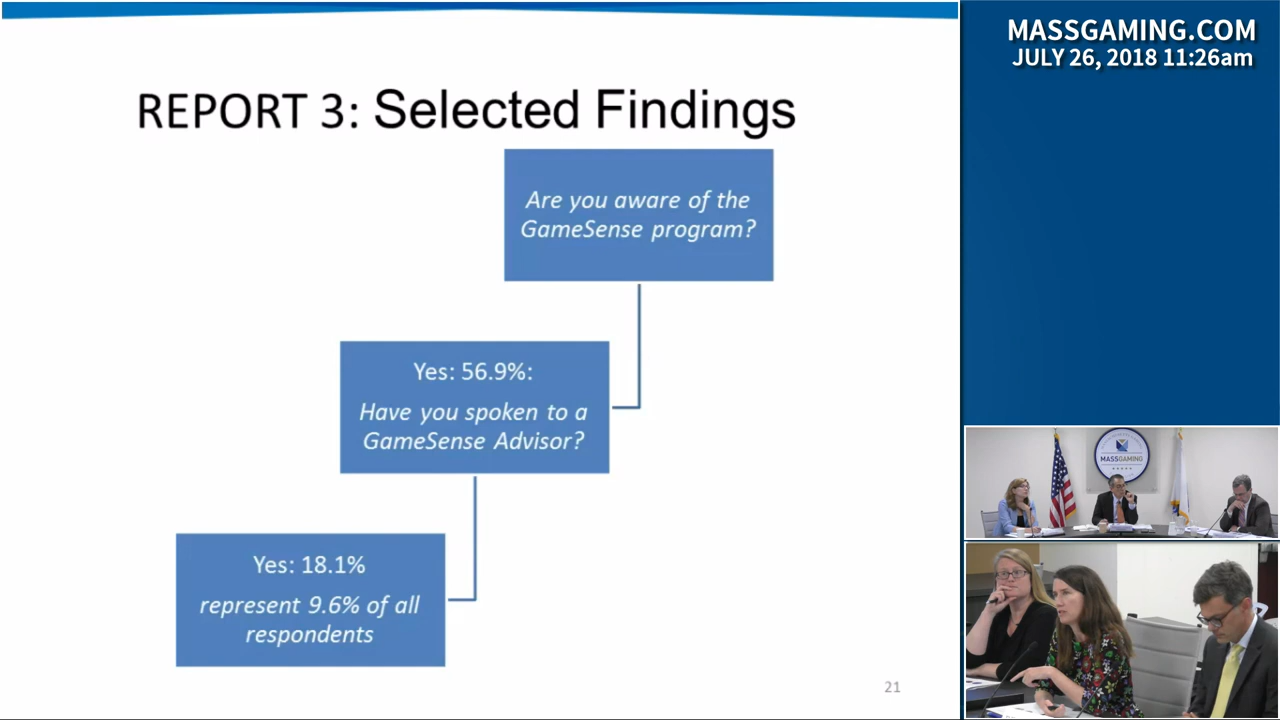 MASSGAMING.COM
JULY 26, 2018 11:26am
REPORT 3: Selected Findings
Are you aware of the
GameSense program?
Yes: 56.9%:
Have you spoken to a
GameSense Advisor?
Yes: 18.1%
represent 9.6% of all
respondents
21
MASSGAMING